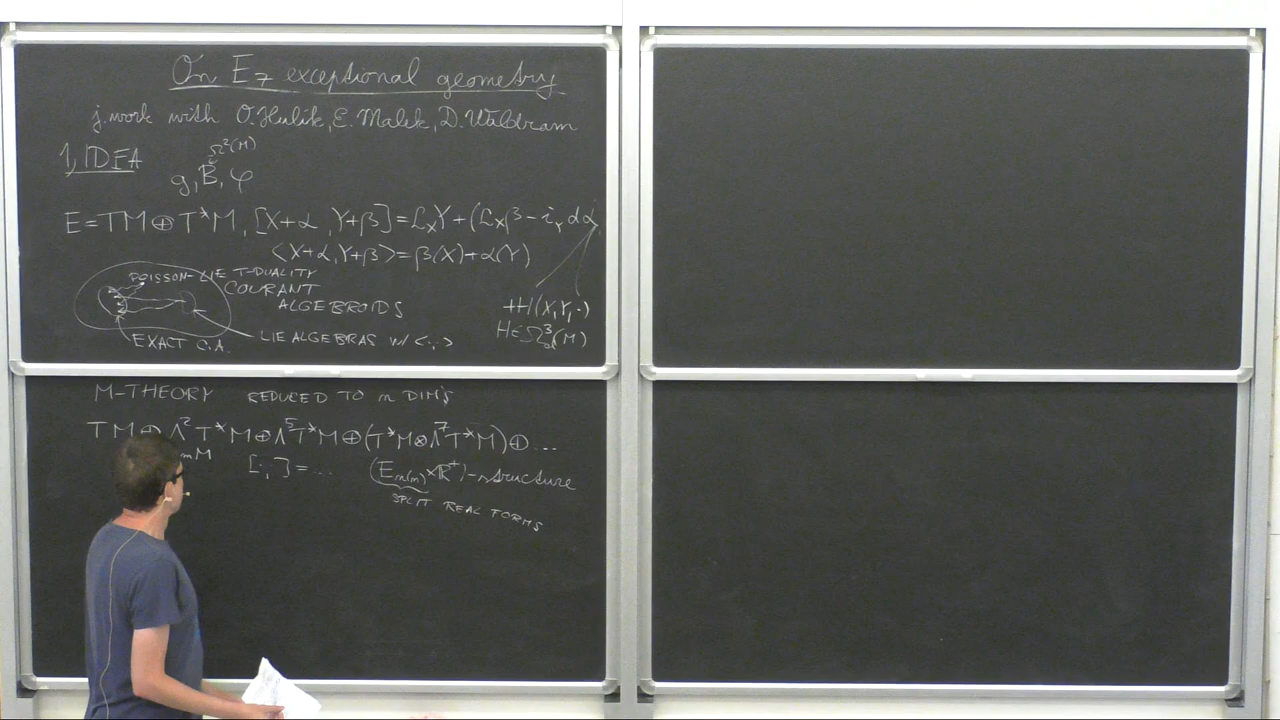 On E7 exceptional geometry
j. work with O. Hulik, E. Malek, D. Waldram
1, IDEA
Ω²(M)
g, B, φ
E = TM ⊕ T*M, [X+α, Y+β] = L_X Y + (L_X β − i_Y dα
⟨X+α, Y+β⟩ = β(X) + α(Y)
POISSON-LIE T-DUALITY
COURANT
ALGEBROIDS
+H(X,Y,·)
H∈Ω³_cl(M)
EXACT C.A.
LIE ALGEBRAS W/ <·,·>
M-THEORY REDUCED TO n DIM'S
TM ⊕ Λ²T*M ⊕ Λ⁵T*M ⊕ (T*M ⊗ Λ⁷T*M) ⊕ ...
mM
[·,·] = ... (E_{n(n)} × ℝ⁺)-structure
SPLIT REAL FORMS